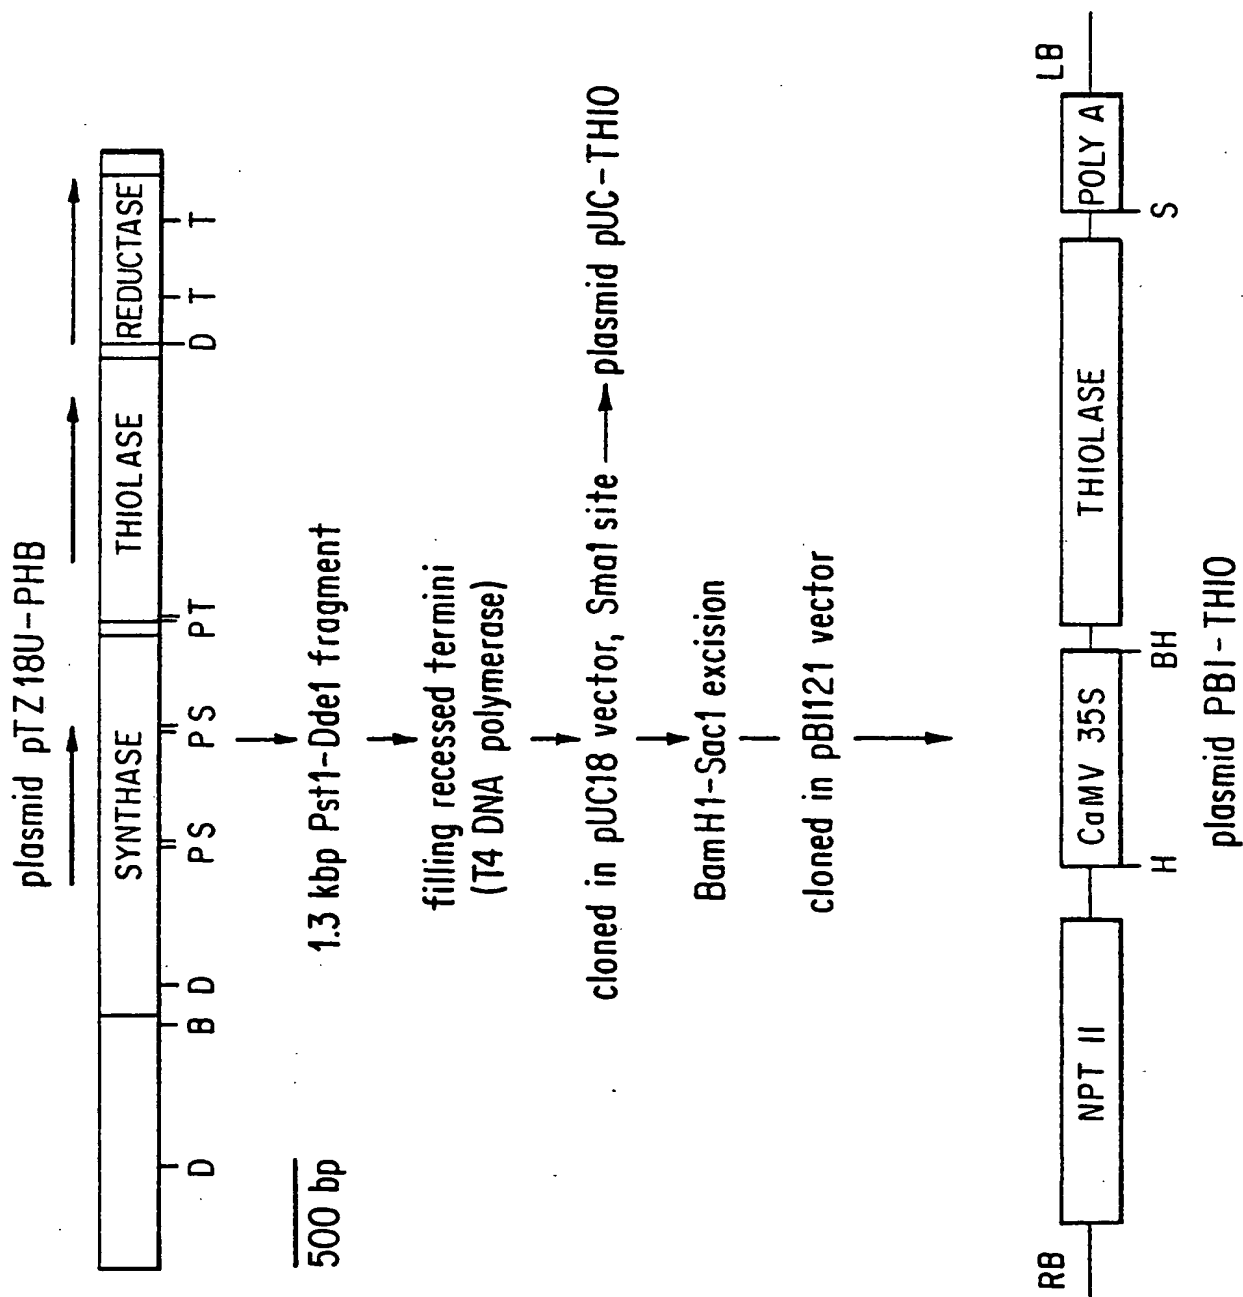 plasmid pTZ18U-PHB
SYNTHASE THIOLASE REDUCTASE
D B D P S P S P T D T T
500 bp
1.3 kbp Pst1-Dde1 fragment
filling recessed termini
(T4 DNA polymerase)
cloned in pUC18 vector, Sma1 site plasmid pUC-THIO
BamH1-Sac1 excision
cloned in pBI121 vector
RB LB
NPT II CaMV 35S THIOLASE POLY A
H BH S
plasmid PBI-THIO